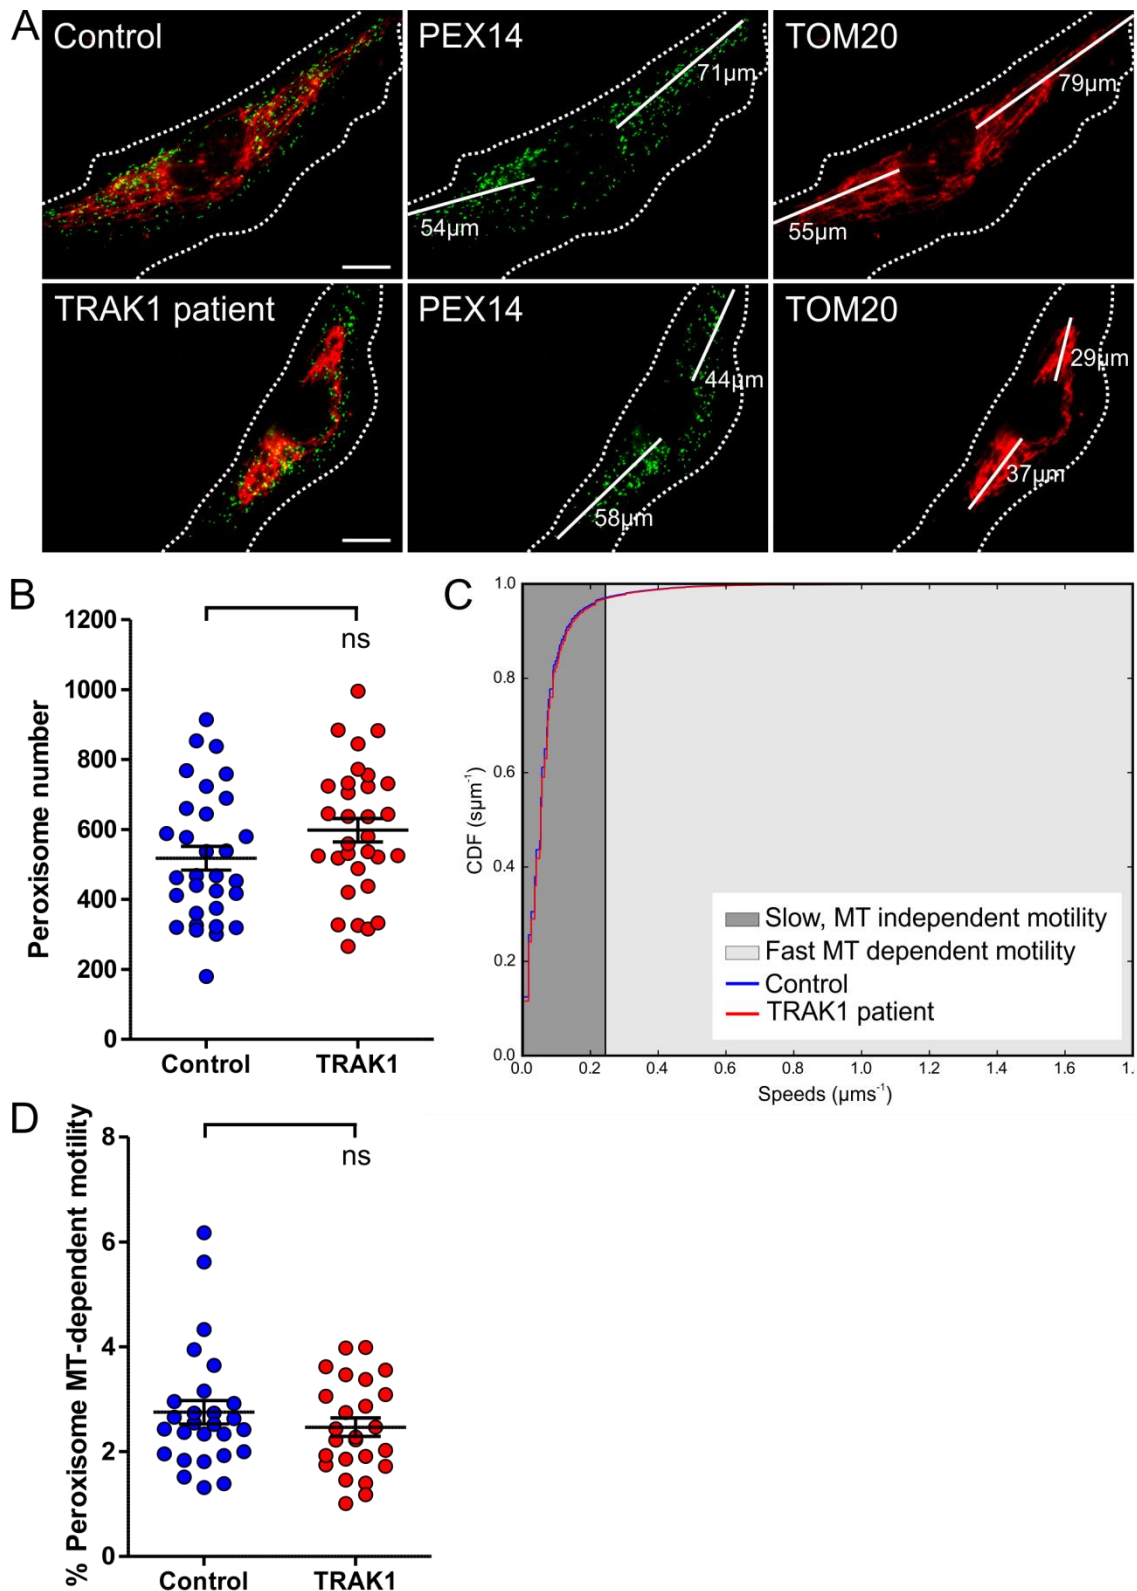 A
Control
PEX14
TOM20
71µm
54µm
79µm
55µm
TRAK1 patient
PEX14
TOM20
44µm
58µm
29µm
37µm
B
Peroxisome number
1200
1000
800
600
400
200
0
ns
Control
TRAK1
C
CDF (sµm⁻¹)
1.0
0.8
0.6
0.4
0.2
0.0
Slow, MT independent motility
Fast MT dependent motility
Control
TRAK1 patient
0.0
0.2
0.4
0.6
0.8
1.0
1.2
1.4
1.6
Speeds (µms⁻¹)
D
% Peroxisome MT-dependent motility
8
6
4
2
0
ns
Control
TRAK1